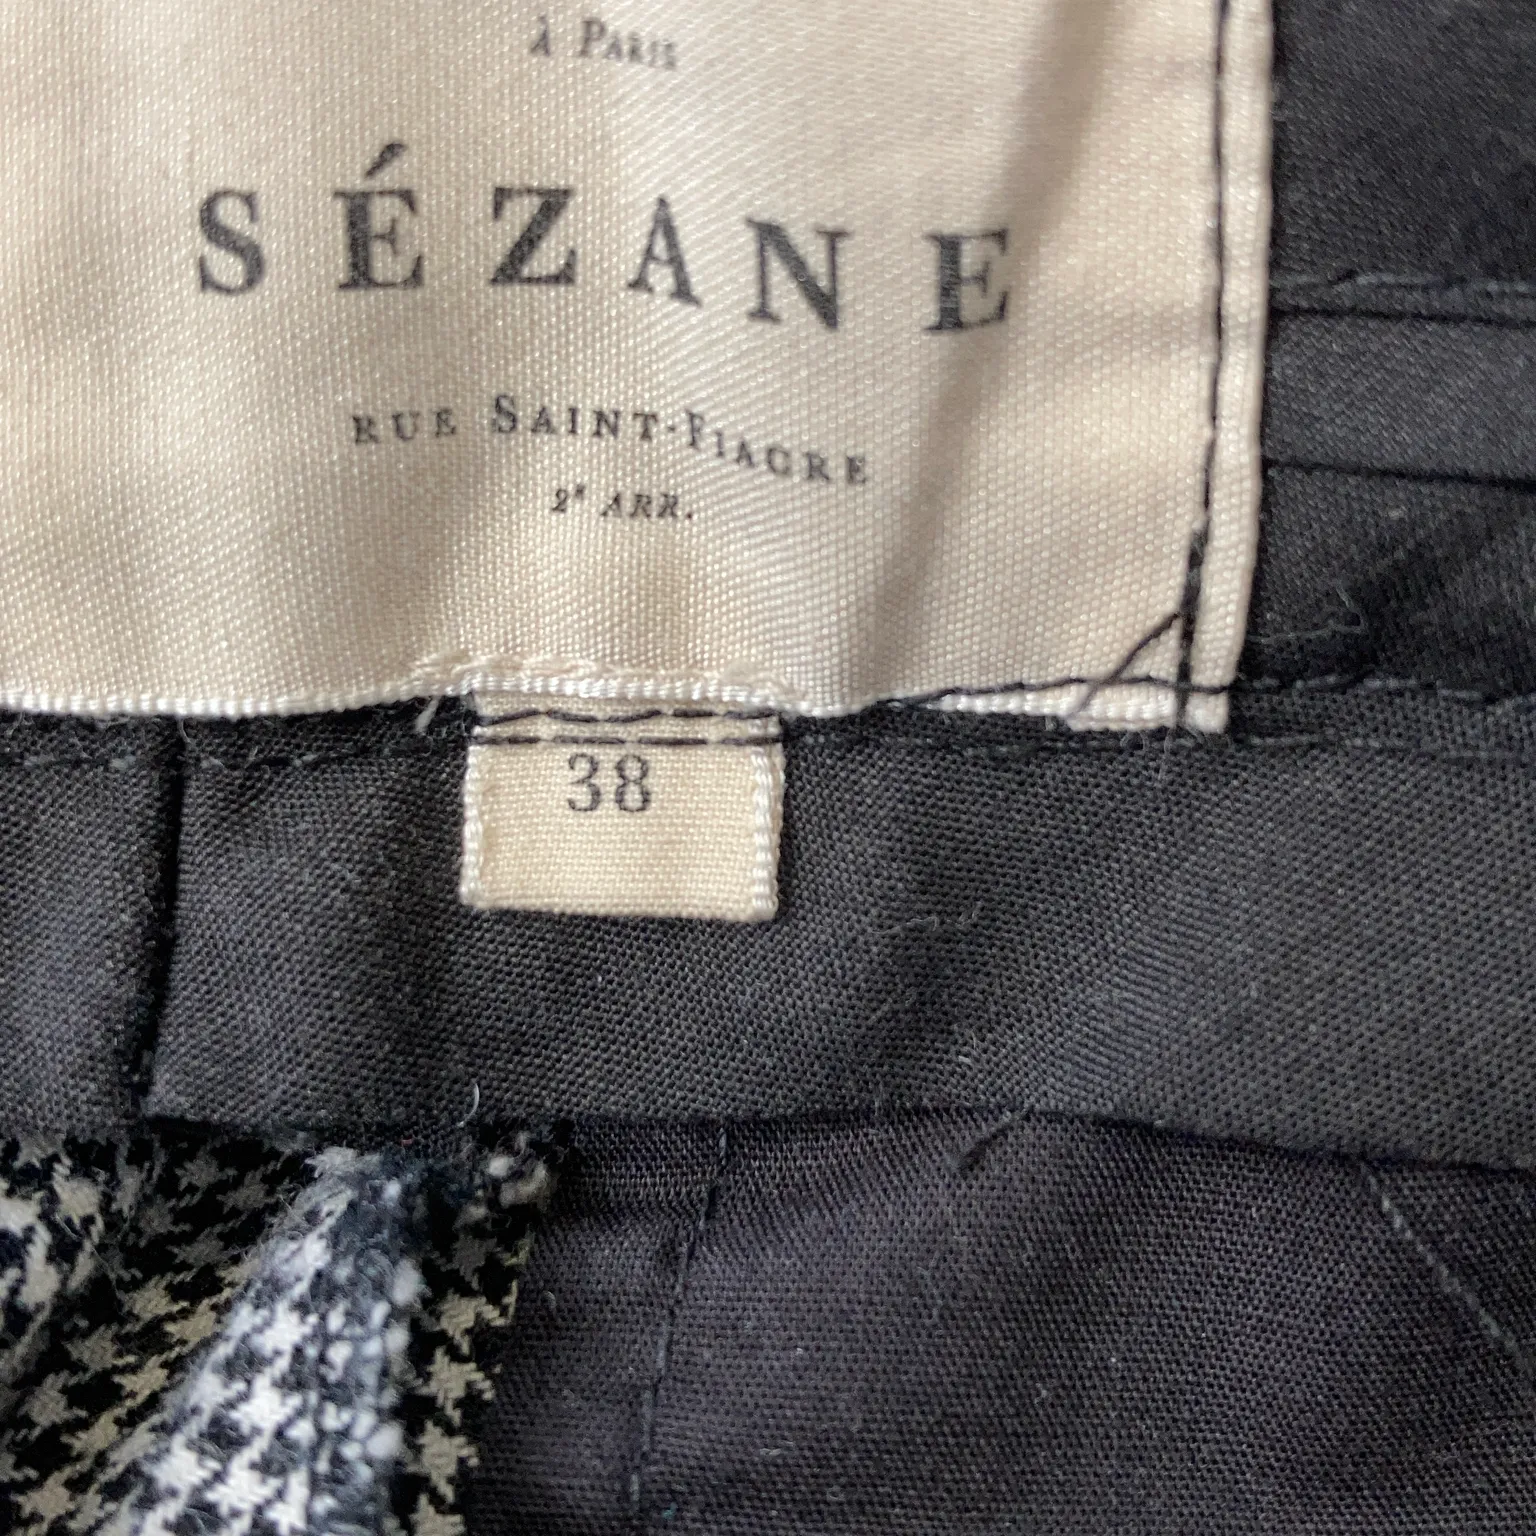 à Paris
SÉZANE
RUE SAINT-FIACRE
2E ARR.
38